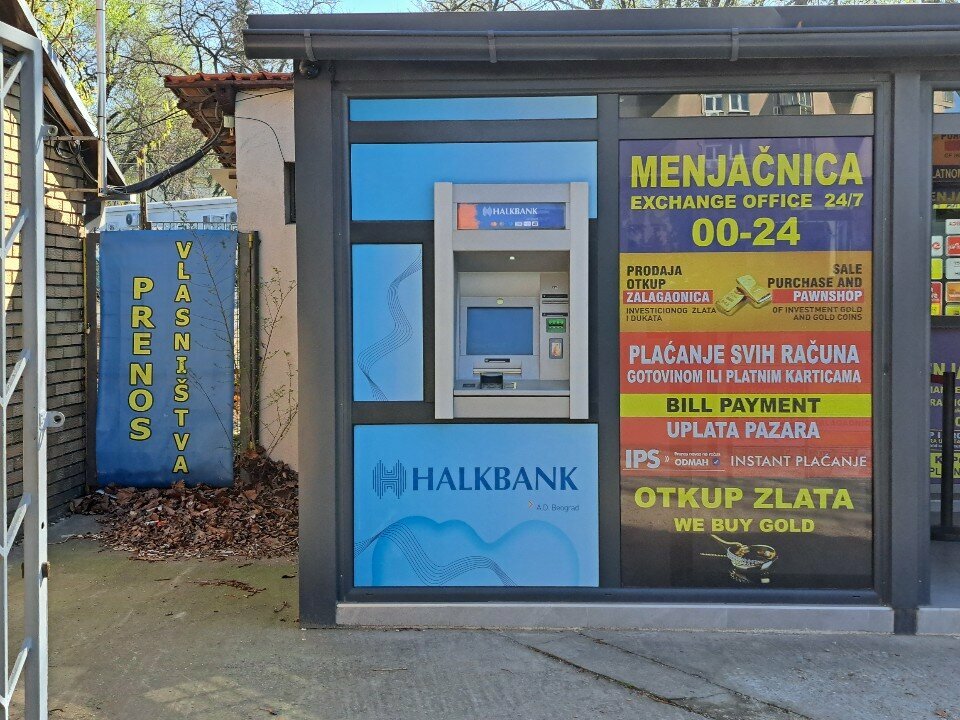 PRENOS
VLASNIŠTVA
HALKBANK
HALKBANK
A.D. Beograd
MENJAČNICA
EXCHANGE OFFICE 24/7
00-24
PRODAJA
OTKUP
ZALAGAONICA
INVESTICIONOG ZLATA
I DUKATA
SALE
PURCHASE AND
PAWNSHOP
OF INVESTMENT GOLD
AND GOLD COINS
PLAĆANJE SVIH RAČUNA
GOTOVINOM ILI PLATNIM KARTICAMA
BILL PAYMENT
UPLATA PAZARA
IPS
ODMAH
INSTANT PLAĆANJE
OTKUP ZLATA
WE BUY GOLD